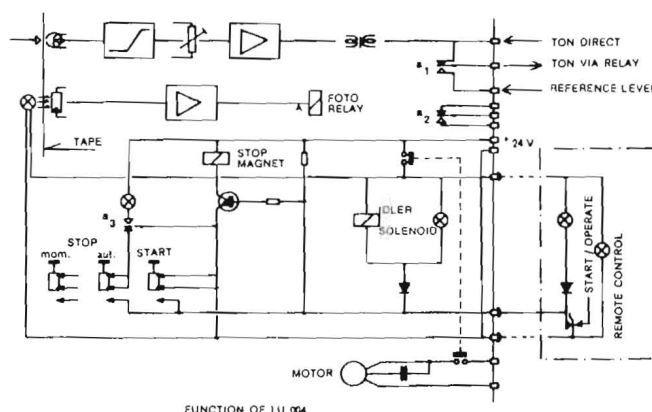 TON DIRECT
a1
TON VIA RELAY
REFERENCE LEVEL
A
FOTO
RELAY
a2
TAPE
STOP
MAGNET
+ 24 V
a3
IDLER
SOLENOID
STOP
mom.
aut.
START
START / OPERATE
REMOTE CONTROL
MOTOR
FUNCTION OF LU 004